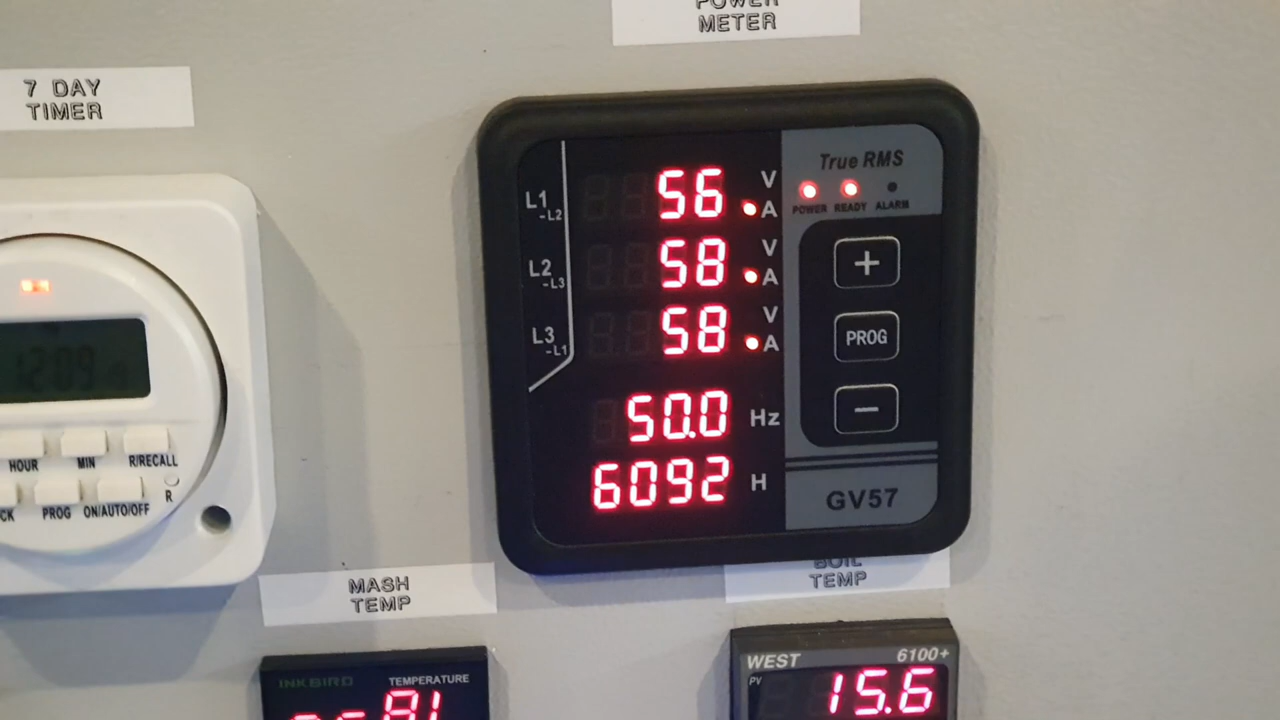 POWER
METER
7 DAY
TIMER
True RMS
POWER READY ALARM
L1
-L2
56 V
A
L2
-L3
58 V
A
L3
-L1
58 V
A
50.0 Hz
6092 H
+
PROG
−
GV57
12:09
HOUR MIN R/RECALL
R
PROG ON/AUTO/OFF
MASH
TEMP
BOIL
TEMP
INKBIRD TEMPERATURE
WEST 6100+
PV 15.6